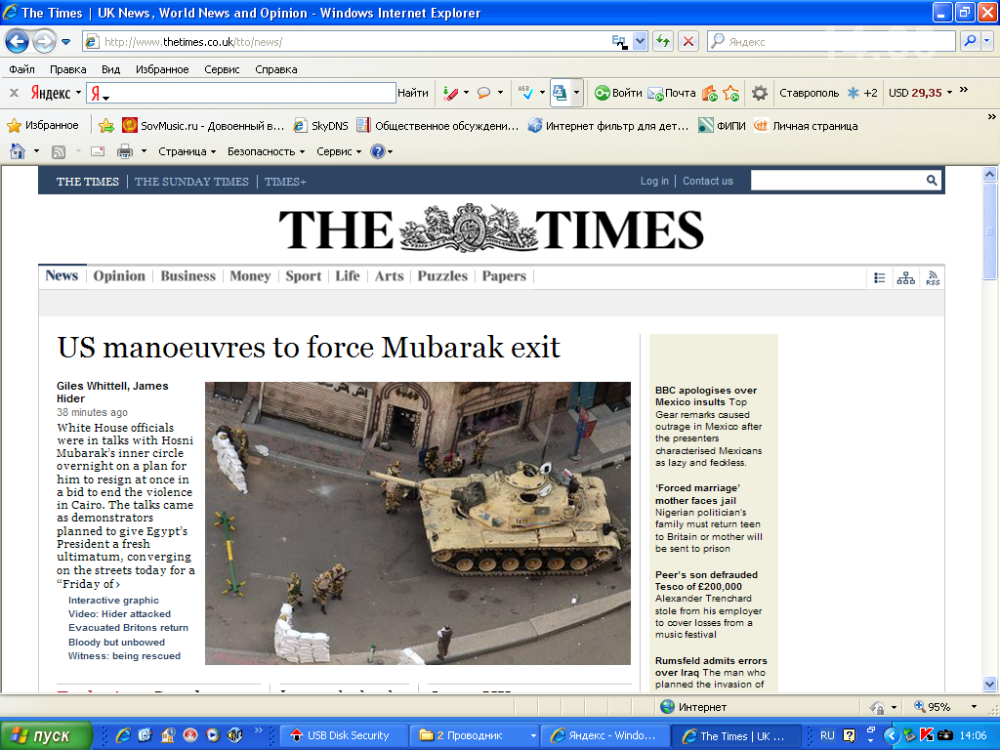 The Times | UK News, World News and Opinion - Windows Internet Explorer
http://www.thetimes.co.uk/tto/news/
Яндекс
14:06
Файл Правка Вид Избранное Сервис Справка
Яндекс Я Найти Войти Почта Ставрополь +2 USD 29,35 »
Избранное SovMusic.ru - Довоенный в... SkyDNS Общественное обсужден... Интернет фильтр для дет... ФИПИ Личная страница »
Страница Безопасность Сервис
THE TIMES | THE SUNDAY TIMES | TIMES+ Log in | Contact us
THE TIMES
News Opinion Business Money Sport Life Arts Puzzles Papers RSS
US manoeuvres to force Mubarak exit
Giles Whittell, James
Hider
38 minutes ago
White House officials
were in talks with Hosni
Mubarak's inner circle
overnight on a plan for
him to resign at once in
a bid to end the violence
in Cairo. The talks came
as demonstrators
planned to give Egypt's
President a fresh
ultimatum, converging
on the streets today for a
“Friday of ›
Interactive graphic
Video: Hider attacked
Evacuated Britons return
Bloody but unbowed
Witness: being rescued
BBC apologises over
Mexico insults Top
Gear remarks caused
outrage in Mexico after
the presenters
characterised Mexicans
as lazy and feckless.
‘Forced marriage’
mother faces jail
Nigerian politician's
family must return teen
to Britain or mother will
be sent to prison
Peer's son defrauded
Tesco of £200,000
Alexander Trenchard
stole from his employer
to cover losses from a
music festival
Rumsfeld admits errors
over Iraq The man who
planned the invasion of
Интернет 95%
пуск » USB Disk Security 2 Проводник Яндекс - Windo... The Times | UK ... RU 14:06